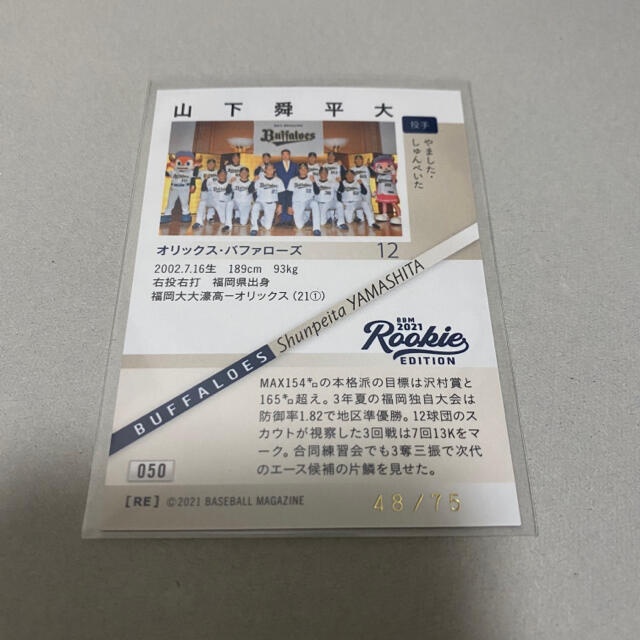 山下舜平大
投手
やました・
しゅんぺいた
Buffaloes
オリックス・バファローズ
12
2002.7.16生 189cm 93kg
右投右打 福岡県出身
福岡大大濠高ーオリックス(21①)
BUFFALOES Shunpeita YAMASHITA
BBM
2021
Rookie
EDITION
MAX154㌔の本格派の目標は沢村賞と
165㌔超え。3年夏の福岡独自大会は
防御率1.82で地区準優勝。12球団のス
カウトが視察した3回戦は7回13Kをマ
ーク。合同練習会でも3奪三振で次代
のエース候補の片鱗を見せた。
050
[RE] ©2021 BASEBALL MAGAZINE
48/75